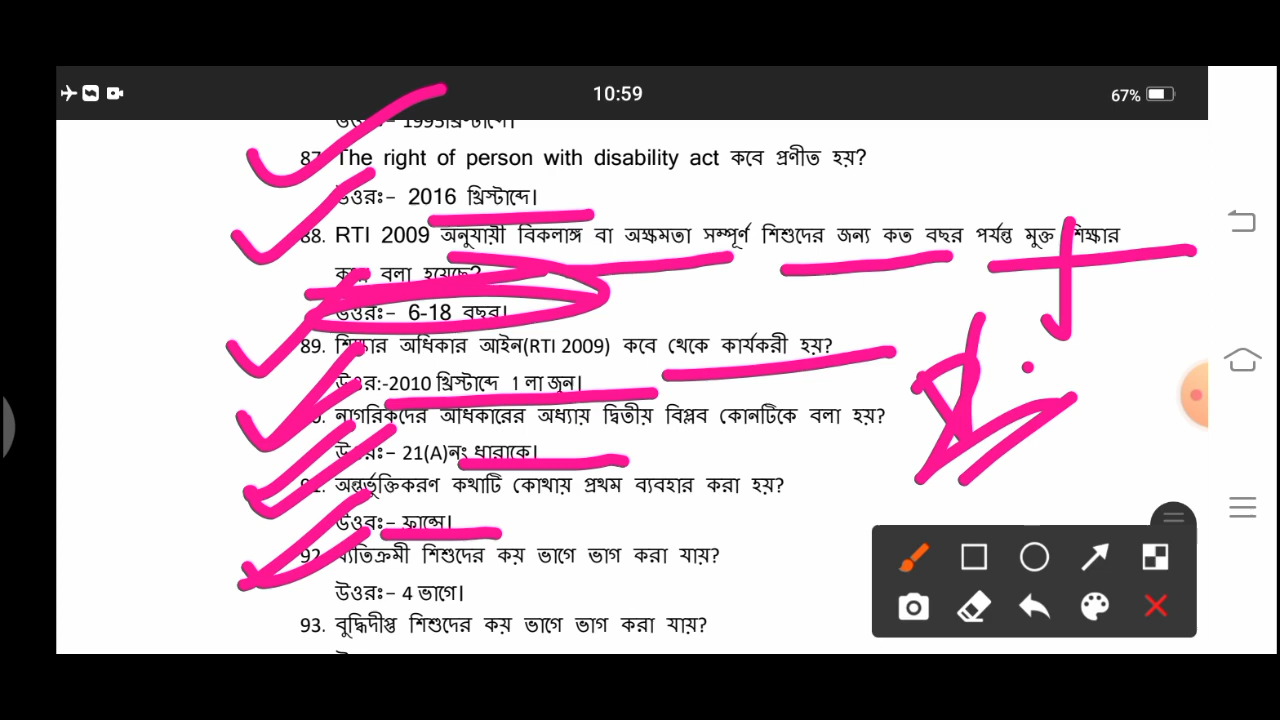 10:59
67%
87. The right of person with disability act কবে প্রণীত হয়?
উওরঃ- 2016 খ্রিস্টাব্দে।
88. RTI 2009 অনুযায়ী বিকলাঙ্গ বা অক্ষমতা সম্পূর্ণ শিশুদের জন্য কত বছর পর্যন্ত মুক্ত শিক্ষার
বলা হয়েছে?
উওরঃ- 6-18 বছর।
89. শিক্ষার অধিকার আইন(RTI 2009) কবে থেকে কার্যকরী হয়?
উওর:-2010 খ্রিস্টাব্দে 1 লা জুন।
নাগরিকদের অধিকারের অধ্যায় দ্বিতীয় বিপ্লব কোনটিকে বলা হয়?
উওরঃ- 21(A)নং ধারাকে।
অন্তর্ভুক্তিকরণ কথাটি কোথায় প্রথম ব্যবহার করা হয়?
উওরঃ- ফ্রান্সে।
92. ব্যতিক্রমী শিশুদের কয় ভাগে ভাগ করা যায়?
উওরঃ- 4 ভাগে।
93. বুদ্ধিদীপ্ত শিশুদের কয় ভাগে ভাগ করা যায়?